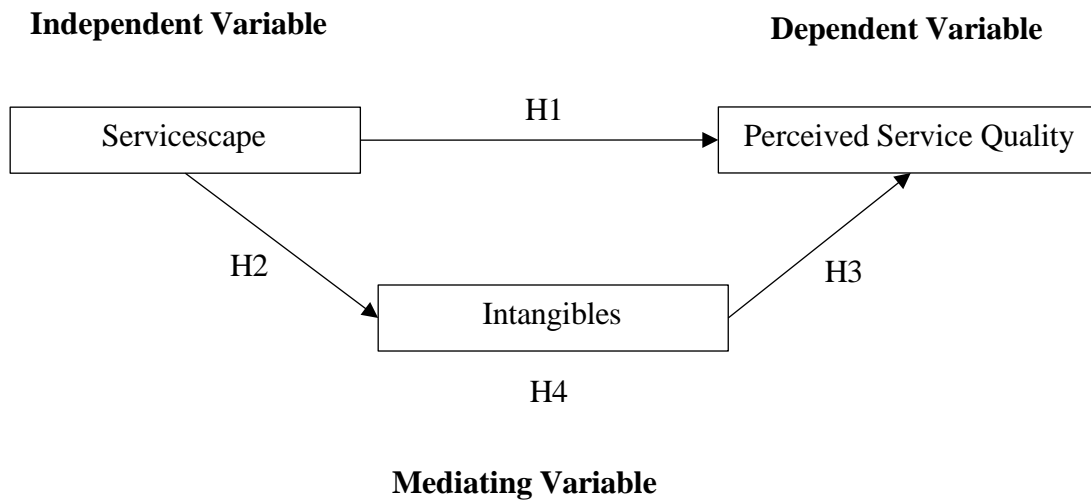 Independent Variable
Dependent Variable
H1
Servicescape
Perceived Service Quality
H2
H3
Intangibles
H4
Mediating Variable